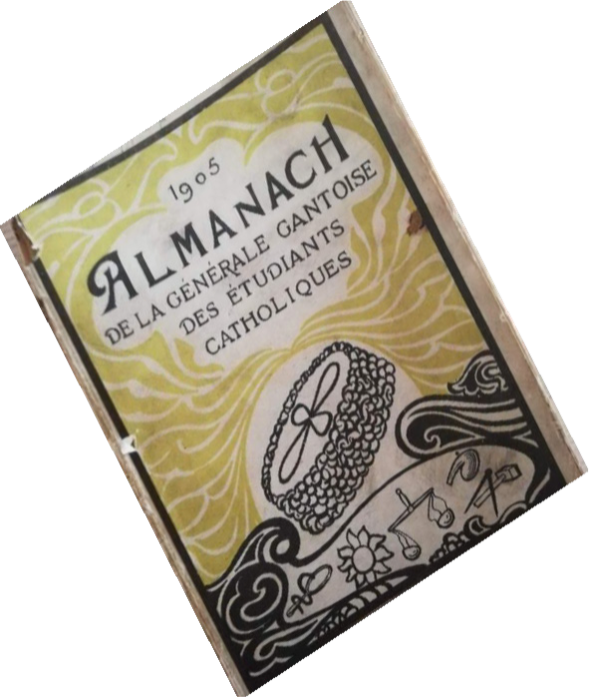 1905
ALMANACH
DE LA GÉNÉRALE GANTOISE
DES ÉTUDIANTS
CATHOLIQUES